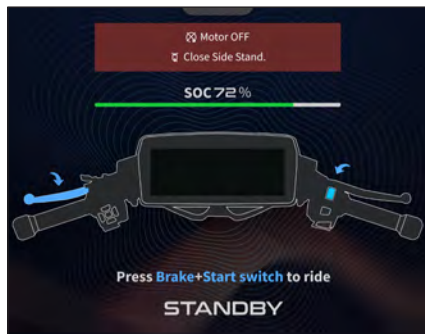 Motor OFF
Close Side Stand.
SOC 72%
Press Brake+Start switch to ride
STANDBY